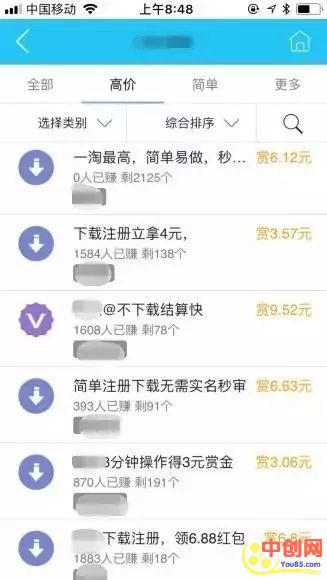 中国移动
上午8:48
全部 高价 简单 更多
选择类别 综合排序
一淘最高，简单易做，秒... 赏6.12元
0人已赚 剩2125个
下载注册立拿4元， 赏3.57元
1584人已赚 剩138个
@不下载结算快 赏9.52元
1608人已赚 剩78个
简单注册下载无需实名秒审 赏6.63元
393人已赚 剩91个
3分钟操作得3元赏金 赏3.06元
870人已赚 剩151个
下载注册，领6.88红包 赏6.8元
1883人已赚 剩18个
中创网
You85.com